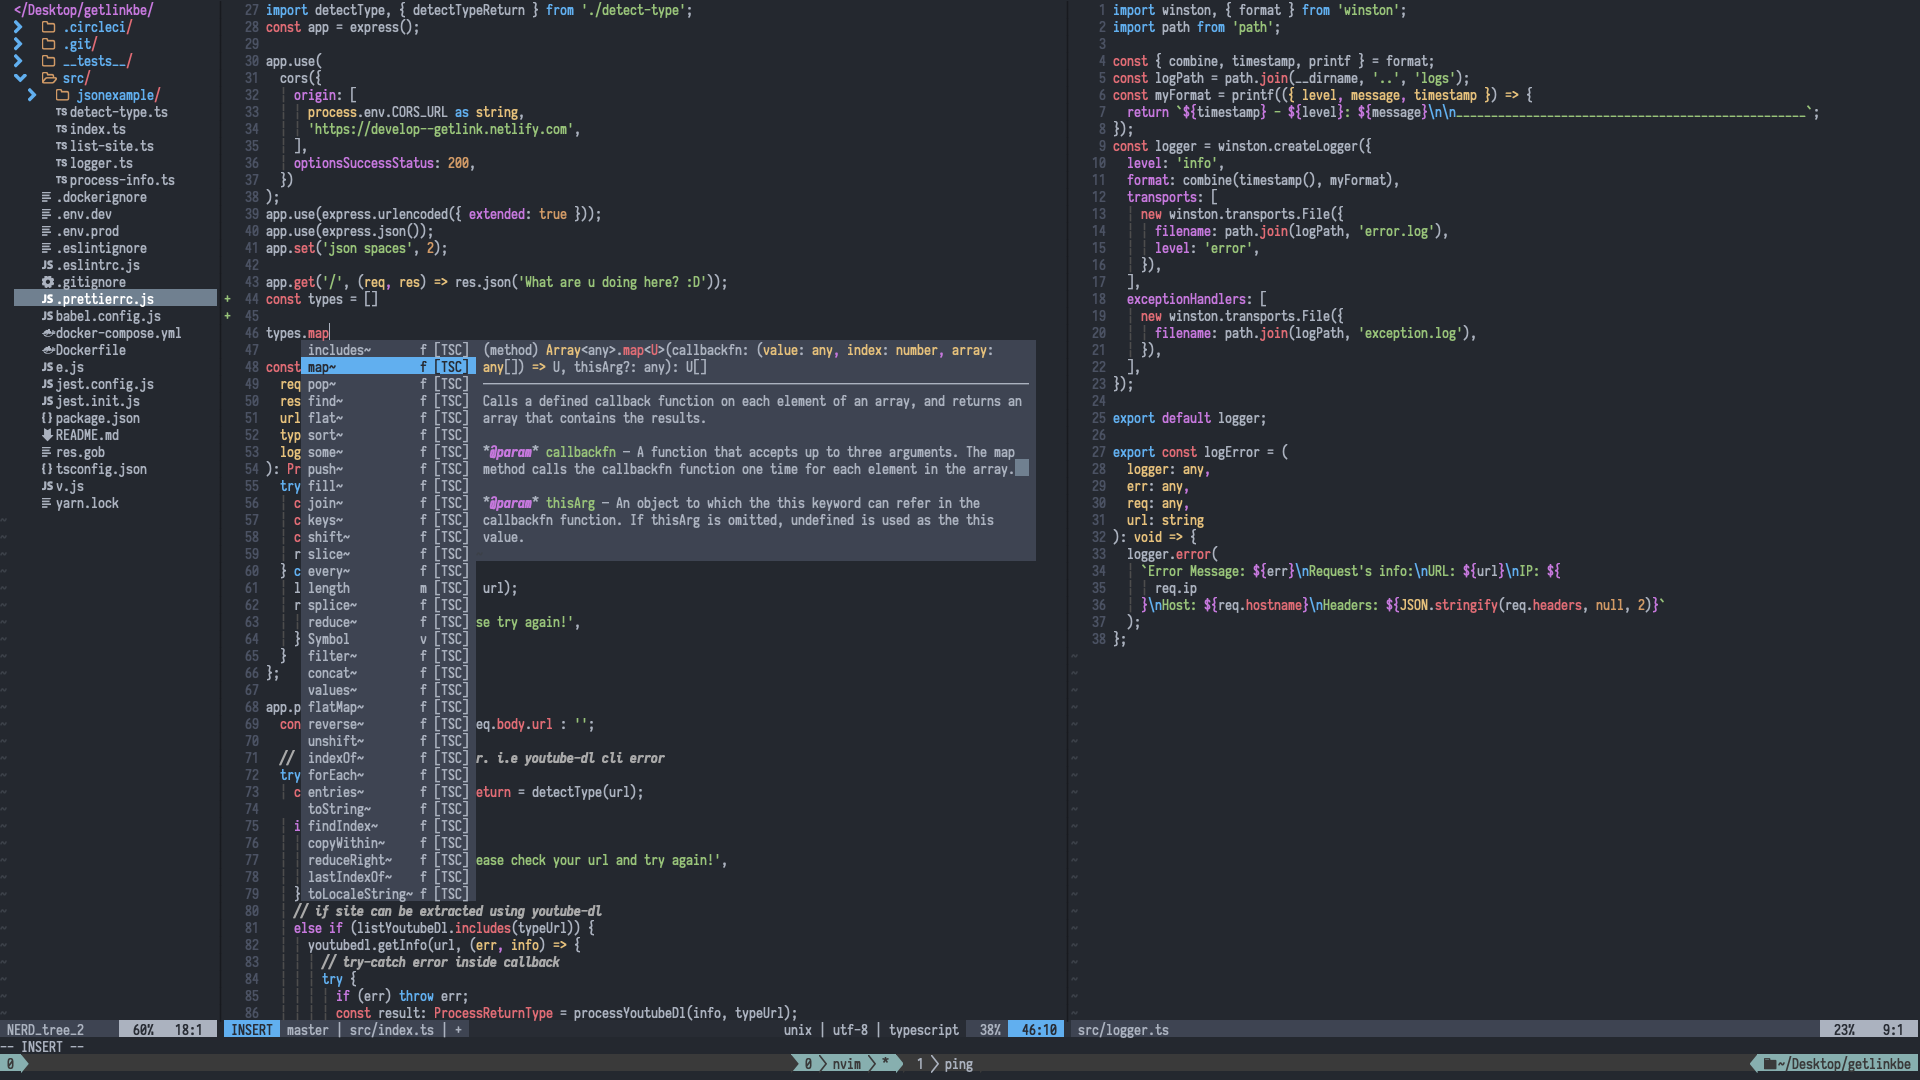 </Desktop/getlinkbe/
.circleci/
.git/
__tests__/
src/
jsonexample/
TS detect-type.ts
TS index.ts
TS list-site.ts
TS logger.ts
TS process-info.ts
.dockerignore
.env.dev
.env.prod
.eslintignore
JS .eslintrc.js
.gitignore
JS .prettierrc.js
JS babel.config.js
docker-compose.yml
Dockerfile
JS e.js
JS jest.config.js
JS jest.init.js
{} package.json
README.md
res.gob
{} tsconfig.json
JS v.js
yarn.lock
NERD_tree_2 60% 18:1
27 import detectType, { detectTypeReturn } from './detect-type';
28 const app = express();
29
30 app.use(
31 cors({
32 origin: [
33 process.env.CORS_URL as string,
34 'https://develop--getlink.netlify.com',
35 ],
36 optionsSuccessStatus: 200,
37 })
38 );
39 app.use(express.urlencoded({ extended: true }));
40 app.use(express.json());
41 app.set('json spaces', 2);
42
43 app.get('/', (req, res) => res.json('What are u doing here? :D'));
+ 44 const types = []
+ 45
46 types.map
47
48 const
49 req
50 res
51 url
52 typ
53 log
54 ): Pr
55 try
56 c
57 c
58 c
59 r
60 } c
61 l url);
62 r
63 se try again!',
64 }
65 }
66 };
67
68 app.p
69 con eq.body.url : '';
70
71 // r. i.e youtube-dl cli error
72 try
73 c eturn = detectType(url);
74
75 i
76
77 ease check your url and try again!',
78
79 }
80 // if site can be extracted using youtube-dl
81 else if (listYoutubeDl.includes(typeUrl)) {
82 youtubedl.getInfo(url, (err, info) => {
83 // try-catch error inside callback
84 try {
85 if (err) throw err;
86 const result: ProcessReturnType = processYoutubeDl(info, typeUrl);
includes~ f [TSC]
map~ f [TSC]
pop~ f [TSC]
find~ f [TSC]
flat~ f [TSC]
sort~ f [TSC]
some~ f [TSC]
push~ f [TSC]
fill~ f [TSC]
join~ f [TSC]
keys~ f [TSC]
shift~ f [TSC]
slice~ f [TSC]
every~ f [TSC]
length m [TSC]
splice~ f [TSC]
reduce~ f [TSC]
Symbol v [TSC]
filter~ f [TSC]
concat~ f [TSC]
values~ f [TSC]
flatMap~ f [TSC]
reverse~ f [TSC]
unshift~ f [TSC]
indexOf~ f [TSC]
forEach~ f [TSC]
entries~ f [TSC]
toString~ f [TSC]
findIndex~ f [TSC]
copyWithin~ f [TSC]
reduceRight~ f [TSC]
lastIndexOf~ f [TSC]
toLocaleString~ f [TSC]
(method) Array<any>.map<U>(callbackfn: (value: any, index: number, array:
any[]) => U, thisArg?: any): U[]
Calls a defined callback function on each element of an array, and returns an
array that contains the results.
*@param* callbackfn — A function that accepts up to three arguments. The map
method calls the callbackfn function one time for each element in the array.
*@param* thisArg — An object to which the this keyword can refer in the
callbackfn function. If thisArg is omitted, undefined is used as the this
value.
INSERT master | src/index.ts | + unix | utf-8 | typescript 38% 46:10
1 import winston, { format } from 'winston';
2 import path from 'path';
3
4 const { combine, timestamp, printf } = format;
5 const logPath = path.join(__dirname, '..', 'logs');
6 const myFormat = printf(({ level, message, timestamp }) => {
7 return `${timestamp} - ${level}: ${message}\n\n__________________________________________________`;
8 });
9 const logger = winston.createLogger({
10 level: 'info',
11 format: combine(timestamp(), myFormat),
12 transports: [
13 new winston.transports.File({
14 filename: path.join(logPath, 'error.log'),
15 level: 'error',
16 }),
17 ],
18 exceptionHandlers: [
19 new winston.transports.File({
20 filename: path.join(logPath, 'exception.log'),
21 }),
22 ],
23 });
24
25 export default logger;
26
27 export const logError = (
28 logger: any,
29 err: any,
30 req: any,
31 url: string
32 ): void => {
33 logger.error(
34 `Error Message: ${err}\nRequest's info:\nURL: ${url}\nIP: ${
35 req.ip
36 }\nHost: ${req.hostname}\nHeaders: ${JSON.stringify(req.headers, null, 2)}`
37 );
38 };
src/logger.ts 23% 9:1
-- INSERT --
0 0 nvim * 1 ping ~/Desktop/getlinkbe